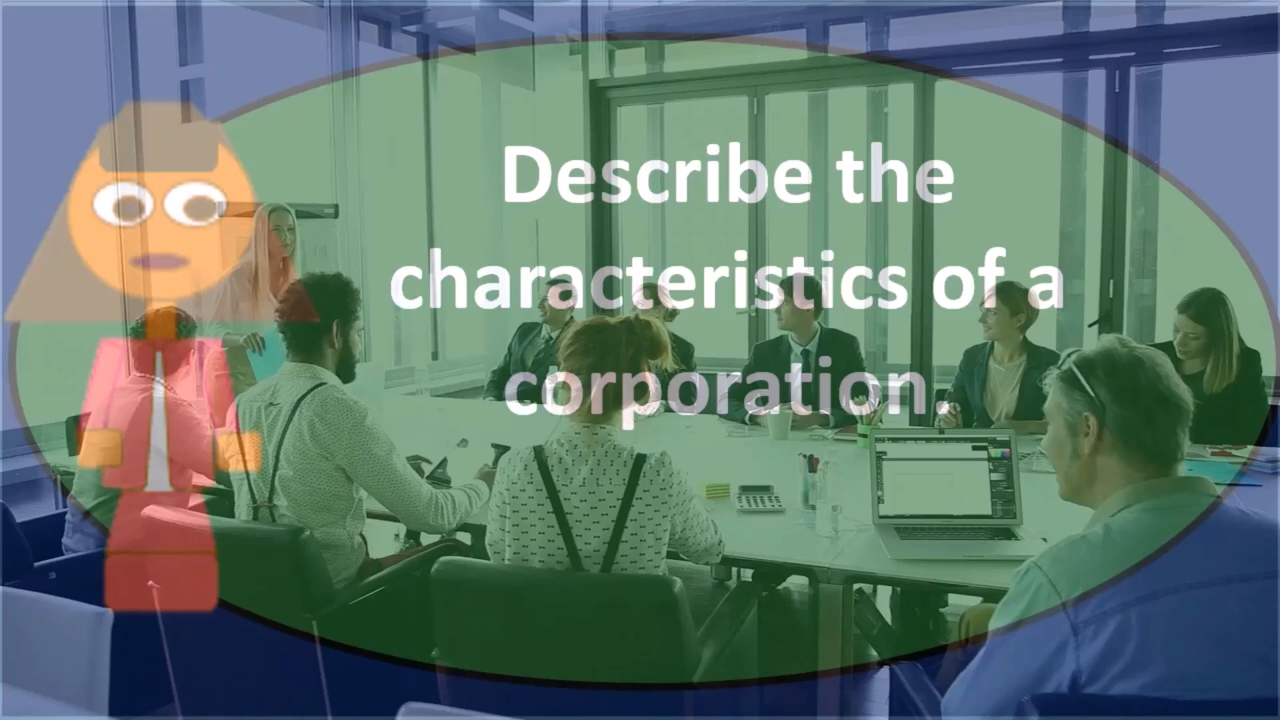 Describe the
characteristics of a
corporation.